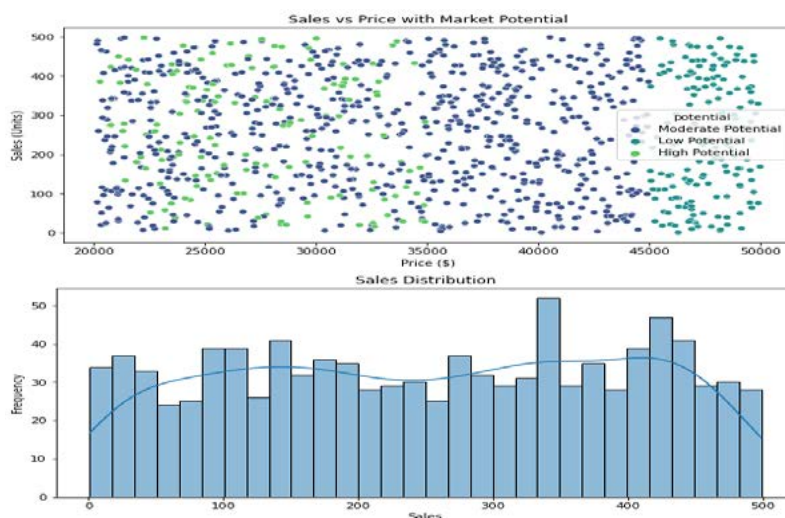 Sales vs Price with Market Potential
500
400
300
200
100
0
Sales (Units)
potential
Moderate Potential
Low Potential
High Potential
20000 25000 30000 35000 40000 45000 50000
Price ($)
Sales Distribution
50
40
30
20
10
0
Frequency
0 100 200 300 400 500
Sales